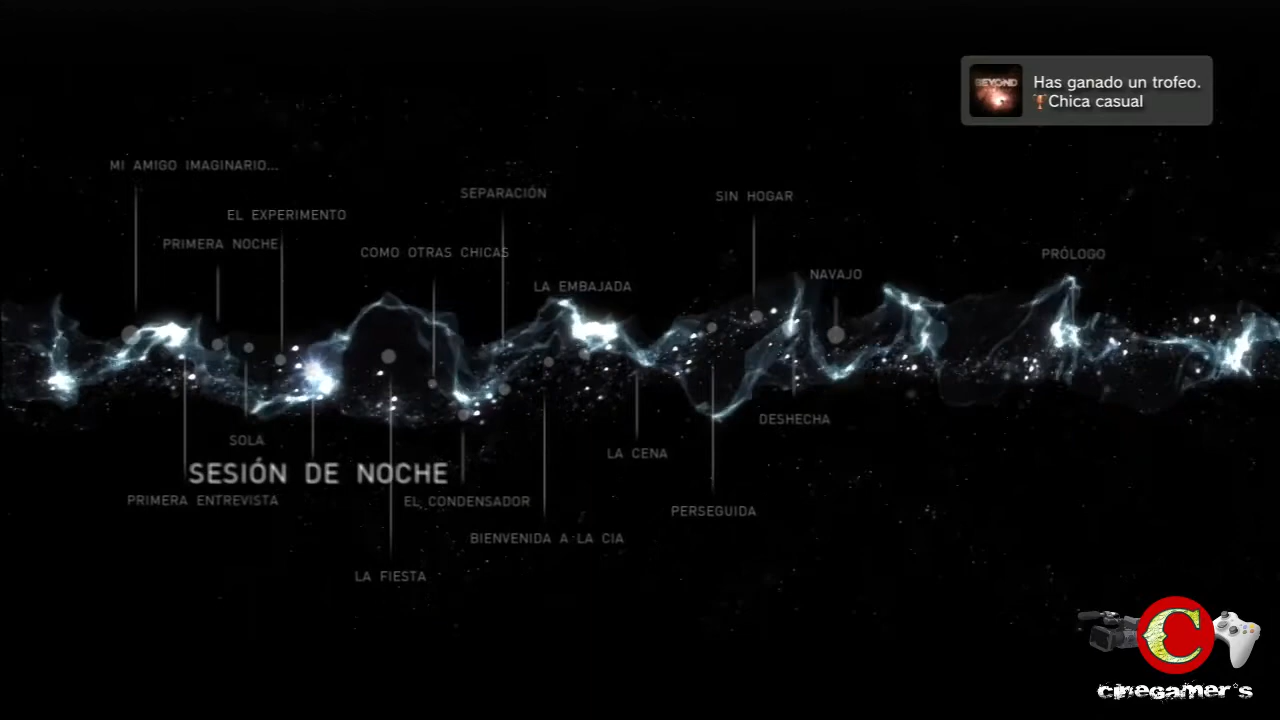 BEYOND
Has ganado un trofeo.
Chica casual
MI AMIGO IMAGINARIO...
SEPARACIÓN
SIN HOGAR
EL EXPERIMENTO
PRIMERA NOCHE
COMO OTRAS CHICAS
PRÓLOGO
NAVAJO
LA EMBAJADA
DESHECHA
SOLA
LA CENA
SESIÓN DE NOCHE
PRIMERA ENTREVISTA
EL CONDENSADOR
PERSEGUIDA
BIENVENIDA A LA CIA
LA FIESTA
C
cinegamer's